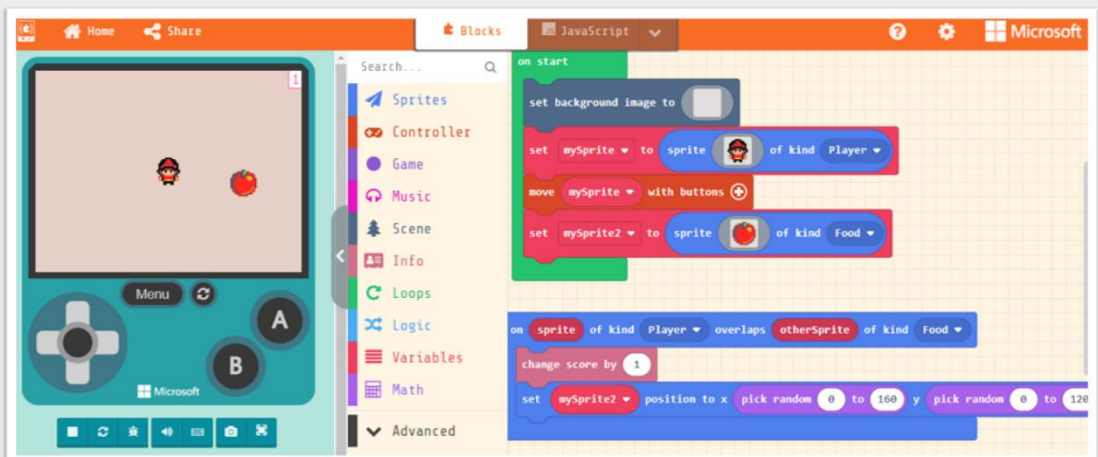 Home Share Blocks JavaScript ? Microsoft
1
Menu
A
B
Microsoft
Search...
Sprites
Controller
Game
Music
Scene
Info
Loops
Logic
Variables
Math
Advanced
on start
set background image to
set mySprite to sprite of kind Player
move mySprite with buttons +
set mySprite2 to sprite of kind Food
on sprite of kind Player overlaps otherSprite of kind Food
change score by 1
set mySprite2 position to x pick random 0 to 160 y pick random 0 to 120